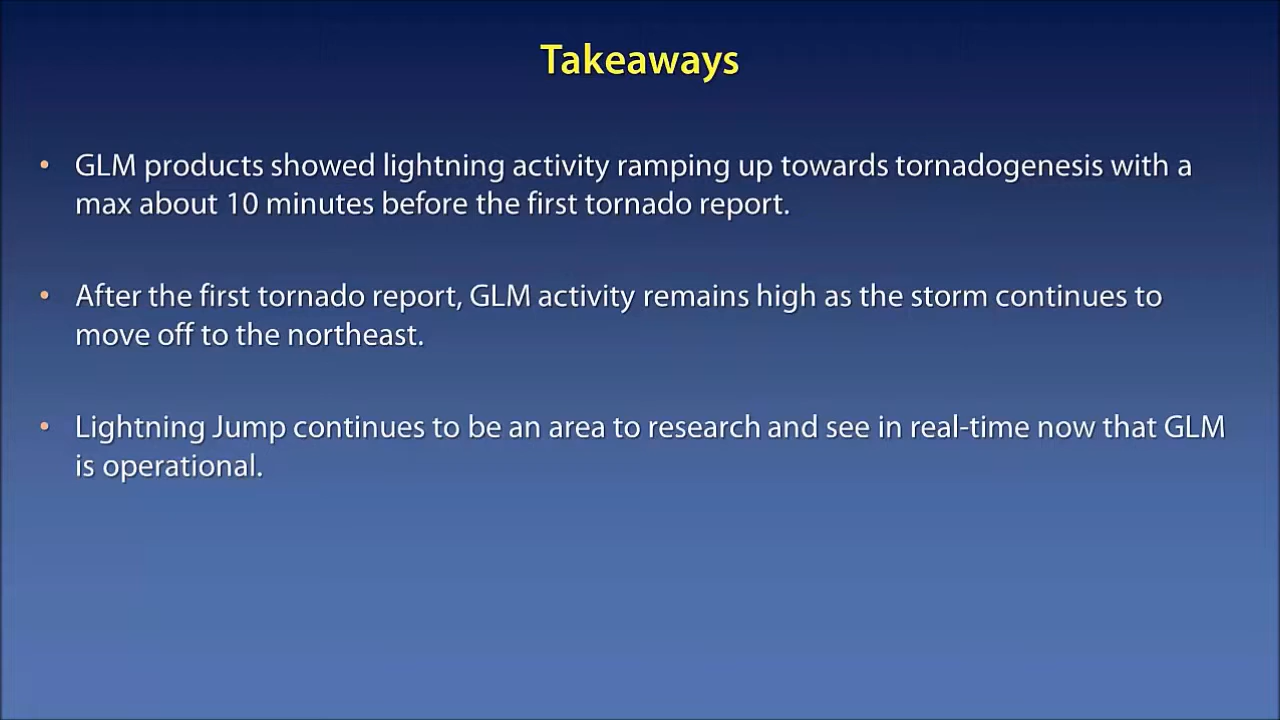 Takeaways
• GLM products showed lightning activity ramping up towards tornadogenesis with a
max about 10 minutes before the first tornado report.
• After the first tornado report, GLM activity remains high as the storm continues to
move off to the northeast.
• Lightning Jump continues to be an area to research and see in real-time now that GLM
is operational.